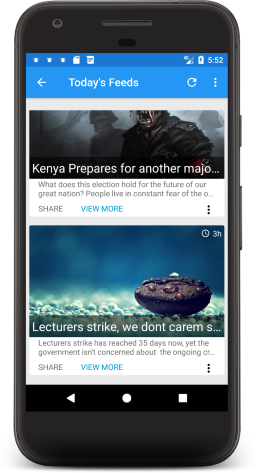 5:52
Today's Feeds
Kenya Prepares for another majo...
What does this election hold for the future of our
great nation? People live in constant fear of the o...
SHARE VIEW MORE
3h
Lecturers strike, we dont carem s...
Lecturers strike has reached 35 days now, yet the
government isn't concerned about the ongoing cr...
SHARE VIEW MORE